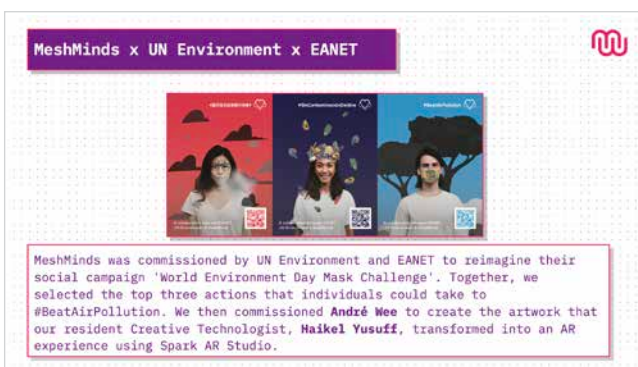 MeshMinds x UN Environment x EANET
#BeatAirPollution
MeshMinds was commissioned by UN Environment and EANET to reimagine their
social campaign 'World Environment Day Mask Challenge'. Together, we
selected the top three actions that individuals could take to
#BeatAirPollution. We then commissioned André Wee to create the artwork that
our resident Creative Technologist, Haikel Yusuff, transformed into an AR
experience using Spark AR Studio.